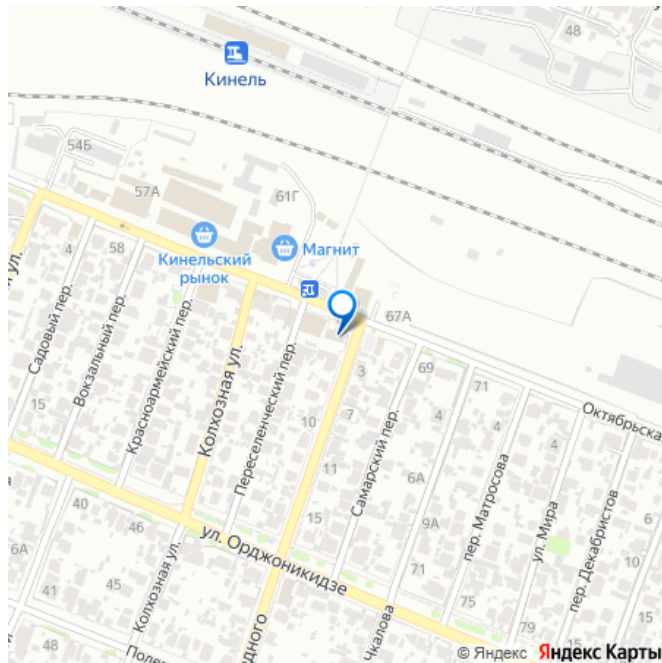 48
Кинель
54Б
57А
61Г
Магнит
Кинельский
рынок
67А
4
58
3
69
71
Садовый пер.
Вокзальный пер.
Красноармейский пер.
Колхозная ул.
Переселенческий пер.
15
10
7
4
4
Октябрьска
11
Самарский пер.
6А
9А
пер. Матросова
ул. Мира
пер. Декабристов
6
10
15
40
46
15
ул. Орджоникидзе
6А
41
45
Колхозная ул.
71
75
79
Чкалова
48
Поле
© Яндекс Яндекс Карты